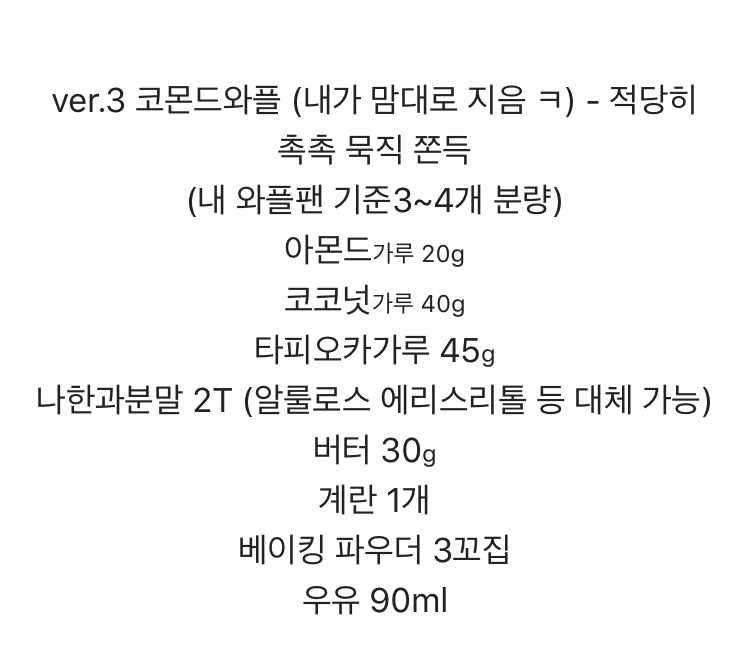 ver.3 코몬드와플 (내가 맘대로 지음 ㅋ) - 적당히
촉촉 묵직 쫀득
(내 와플팬 기준3~4개 분량)
아몬드가루 20g
코코넛가루 40g
타피오카가루 45g
나한과분말 2T (알룰로스 에리스리톨 등 대체 가능)
버터 30g
계란 1개
베이킹 파우더 3꼬집
우유 90ml